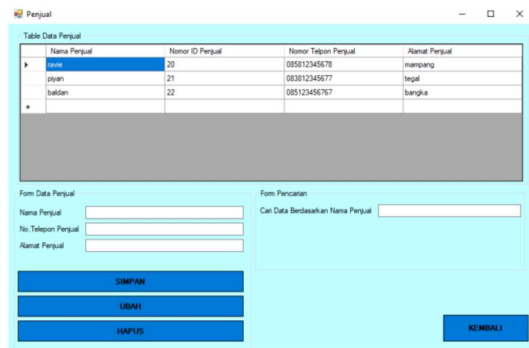 Penjual
Table Data Penjual
Nama Penjual Nomor ID Penjual Nomor Telpon Penjual Alamat Penjual
ravie 20 085812345678 mampang
piyan 21 083812345677 tegal
baldan 22 085123456767 bangka
Form Data Penjual
Form Pencarian
Nama Penjual
Cari Data Berdasarkan Nama Penjual
No.Telepon Penjual
Alamat Penjual
SIMPAN
UBAH
HAPUS
KEMBALI